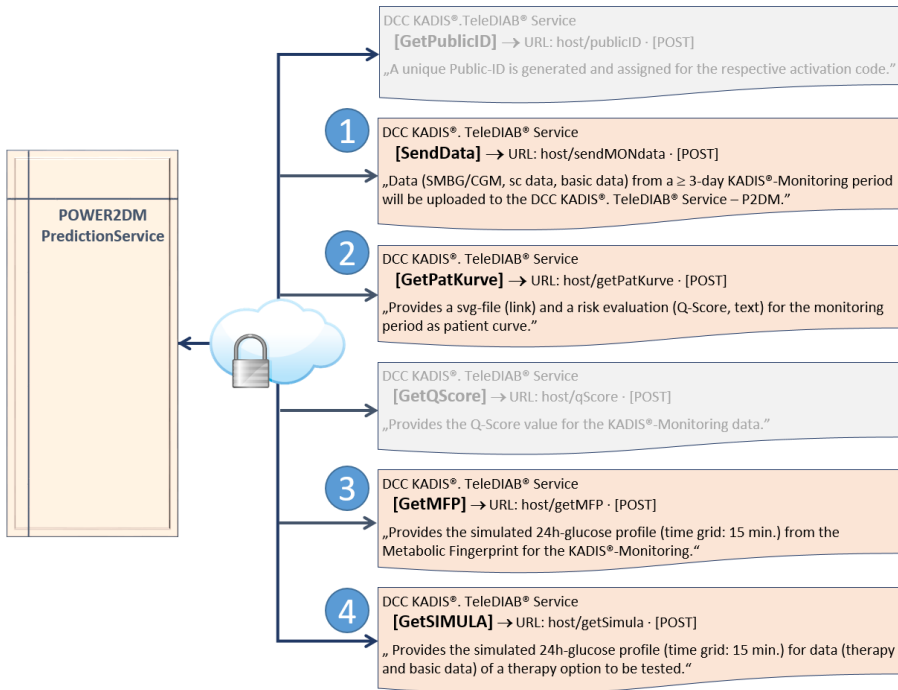 DCC KADIS®.TeleDIAB® Service
[GetPublicID] → URL: host/publicID · [POST]
„A unique Public-ID is generated and assigned for the respective activation code.”
1
DCC KADIS®. TeleDIAB® Service
[SendData] → URL: host/sendMONdata · [POST]
„Data (SMBG/CGM, sc data, basic data) from a ≥ 3-day KADIS®-Monitoring period
will be uploaded to the DCC KADIS®. TeleDIAB® Service – P2DM.”
POWER2DM
PredictionService
2
DCC KADIS®. TeleDIAB® Service
[GetPatKurve] → URL: host/getPatKurve · [POST]
„Provides a svg-file (link) and a risk evaluation (Q-Score, text) for the monitoring
period as patient curve.”
DCC KADIS®. TeleDIAB® Service
[GetQScore] → URL: host/qScore · [POST]
„Provides the Q-Score value for the KADIS®-Monitoring data.”
3
DCC KADIS®. TeleDIAB® Service
[GetMFP] → URL: host/getMFP · [POST]
„Provides the simulated 24h-glucose profile (time grid: 15 min.) from the
Metabolic Fingerprint for the KADIS®-Monitoring.“
4
DCC KADIS®. TeleDIAB® Service
[GetSIMULA] → URL: host/getSimula · [POST]
„ Provides the simulated 24h-glucose profile (time grid: 15 min.) for data (therapy
and basic data) of a therapy option to be tested.“